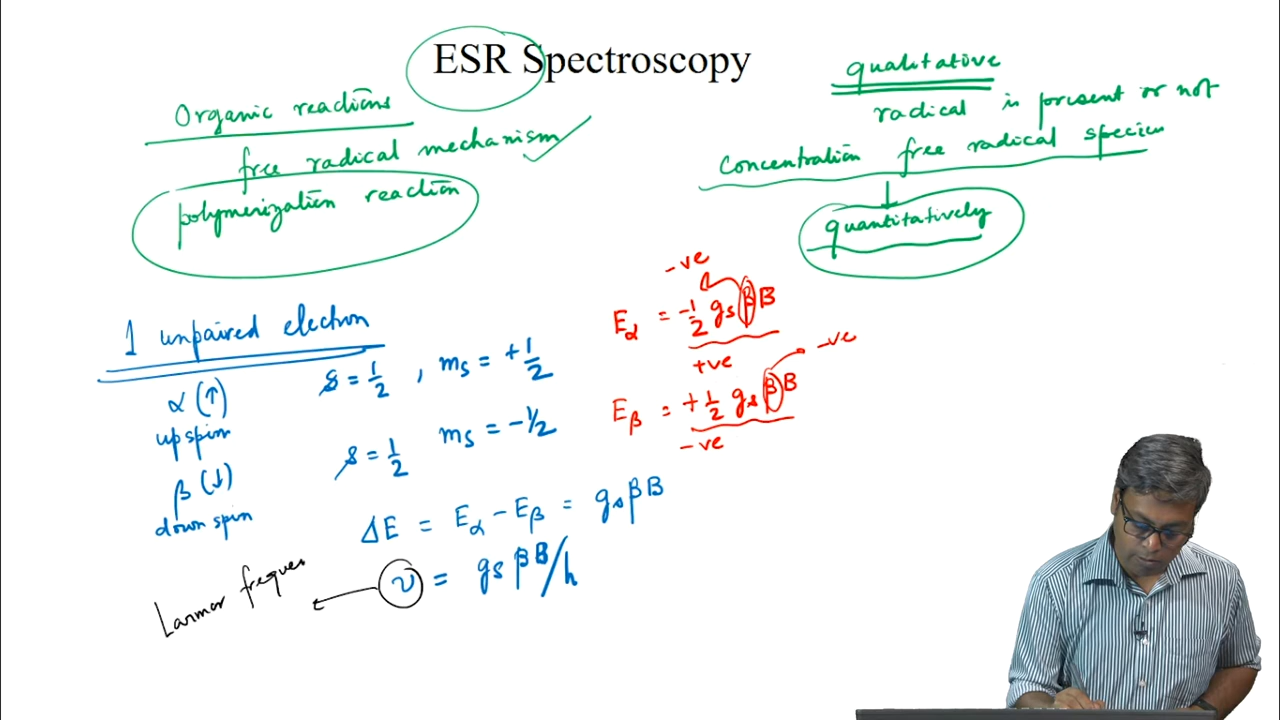 ESR Spectroscopy
Organic reactions
free radical mechanism
polymerization reaction
qualitative
radical is present or not
Concentration free radical species
quantitatively
1 unpaired electron
α (↑) s = 1/2 , ms = +1/2
up spin
β (↓) s = 1/2 ms = -1/2
down spin
-ve
Eα = -1/2 gs β B
+ve
-ve
Eβ = +1/2 gs β B
-ve
ΔE = Eα - Eβ = gs β B
ν = gs β B/h
Larmor frequen